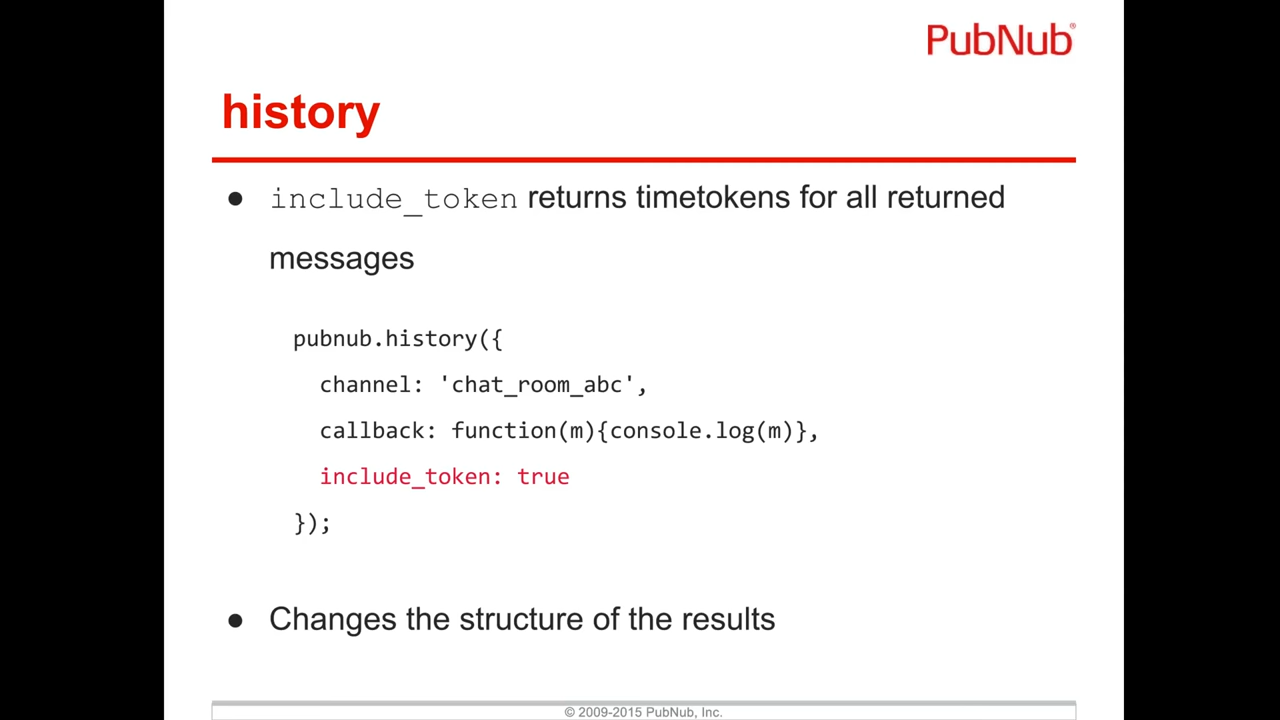 PubNub®
history
● include_token returns timetokens for all returned
messages
pubnub.history({
channel: 'chat_room_abc',
callback: function(m){console.log(m)},
include_token: true
});
● Changes the structure of the results
© 2009-2015 PubNub, Inc.